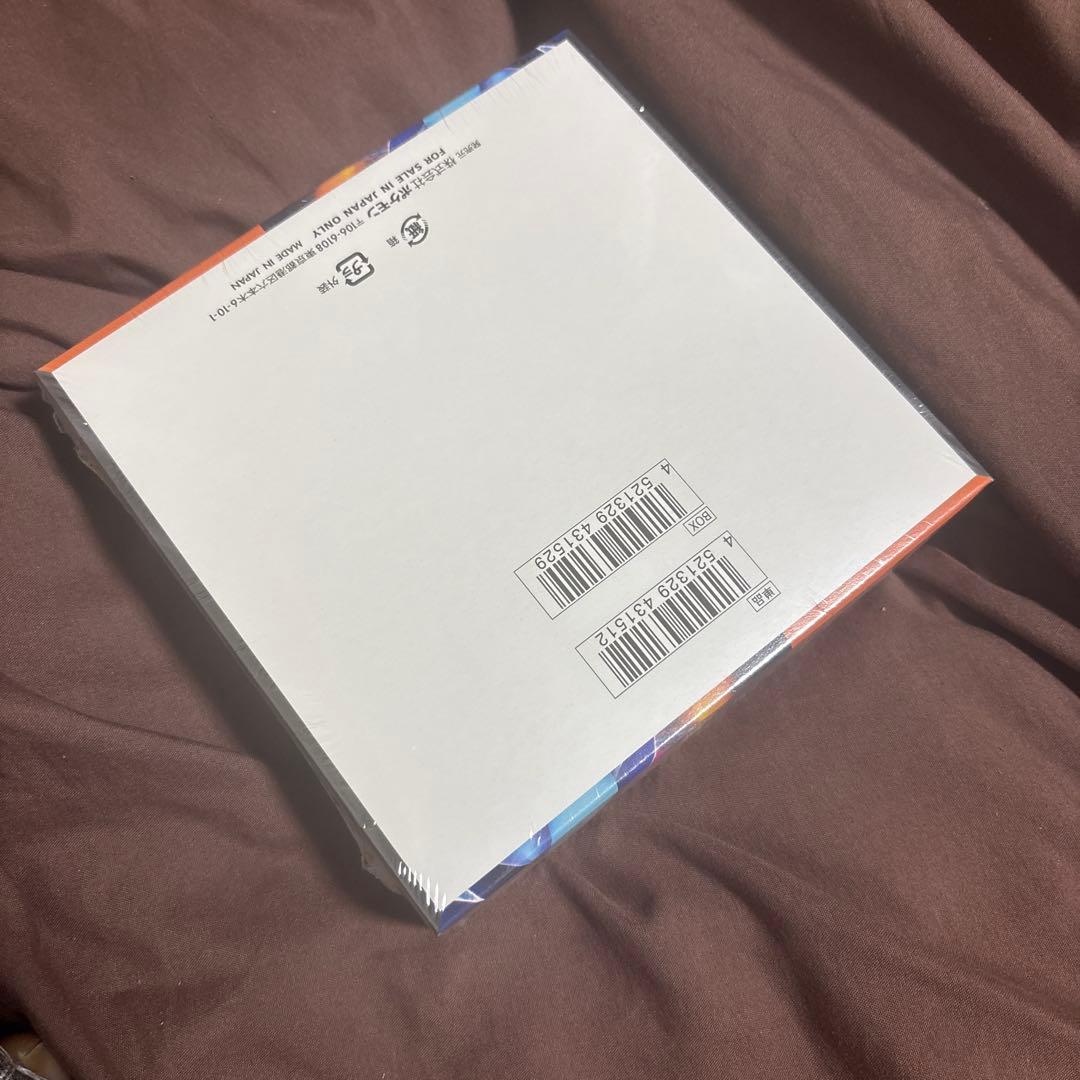 発売元 株式会社 ポケモン 〒106-6108 東京都港区六本木6-10-1
FOR SALE IN JAPAN ONLY MADE IN JAPAN
紙 箱
プラ 外装
BOX
4 521329 431529
単品
4 521329 431512